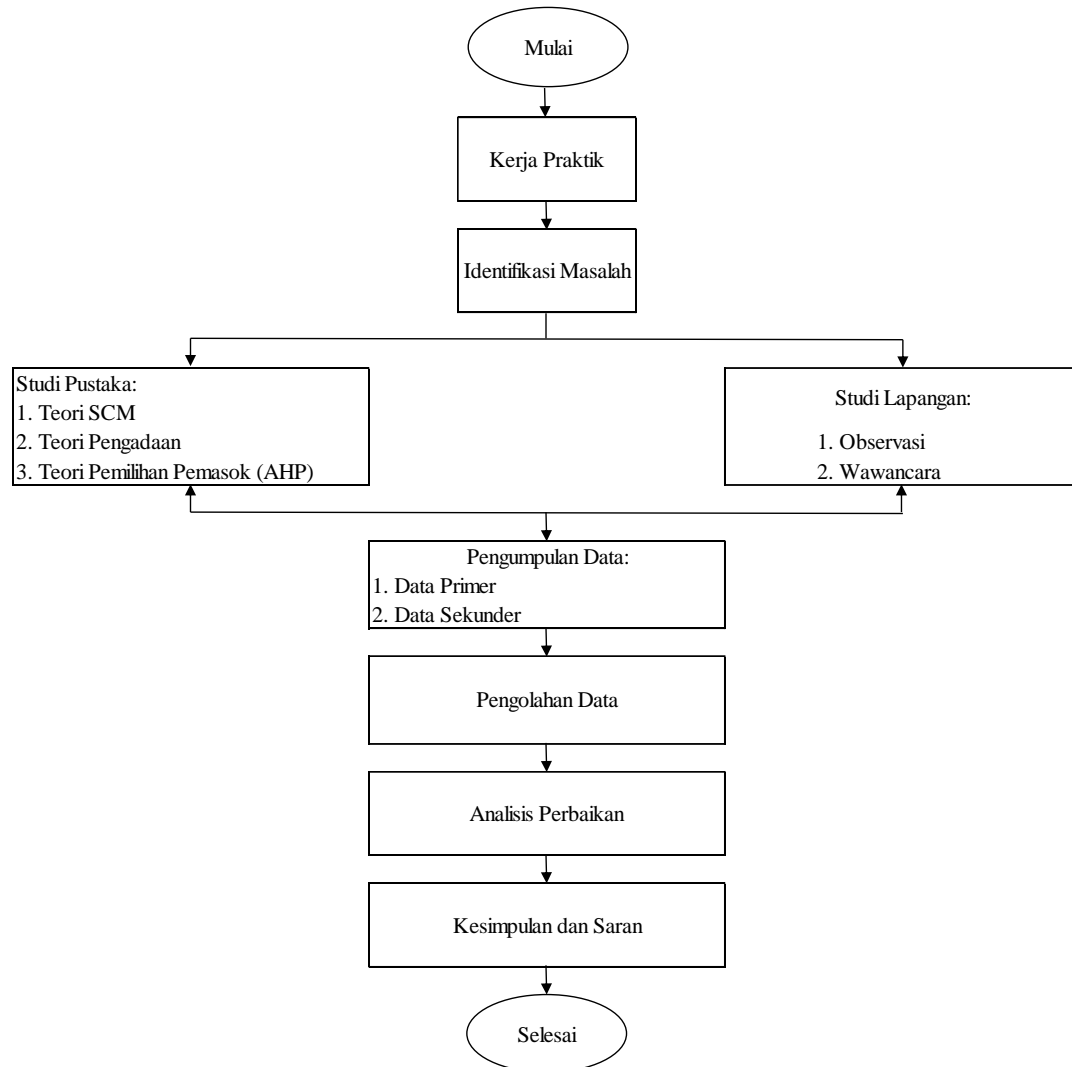 Mulai
Kerja Praktik
Identifikasi Masalah
Studi Pustaka:
1. Teori SCM
2. Teori Pengadaan
3. Teori Pemilihan Pemasok (AHP)
Studi Lapangan:
1. Observasi
2. Wawancara
Pengumpulan Data:
1. Data Primer
2. Data Sekunder
Pengolahan Data
Analisis Perbaikan
Kesimpulan dan Saran
Selesai